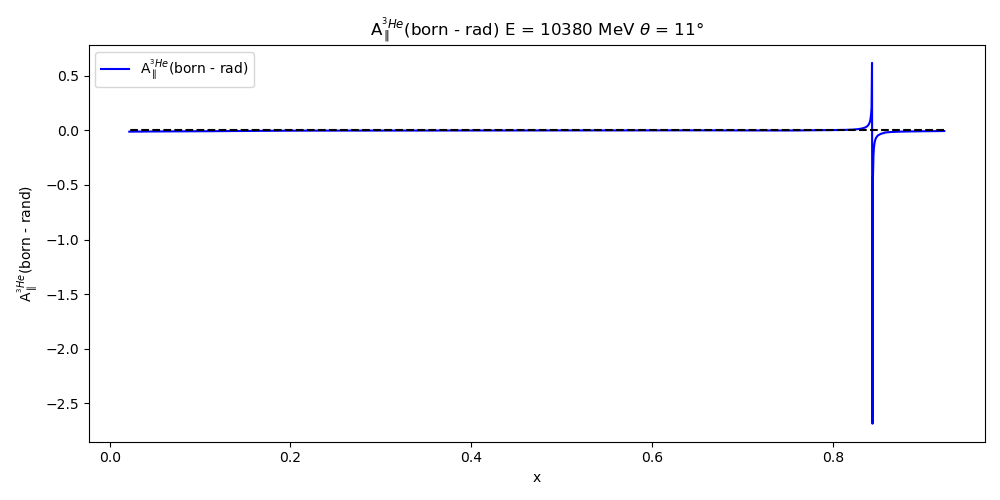 A∥³ᴴᵉ(born - rad) E = 10380 MeV θ = 11°
A∥³ᴴᵉ(born - rad)
0.5
0.0
−0.5
−1.0
−1.5
−2.0
−2.5
A∥³ᴴᵉ(born - rand)
0.0 0.2 0.4 0.6 0.8
x